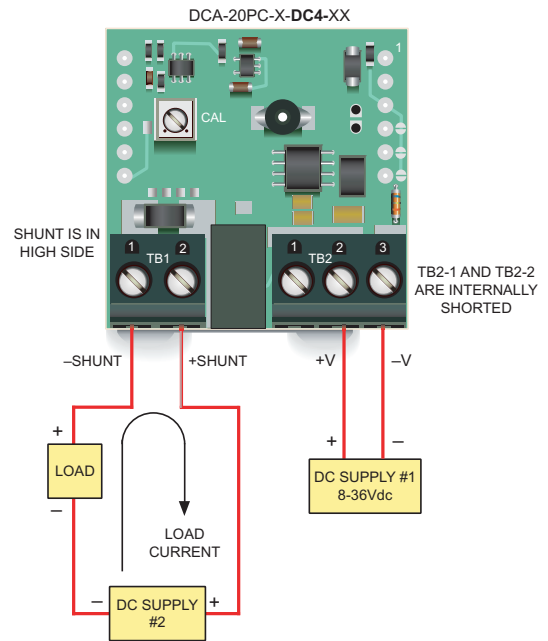 DCA-20PC-X-DC4-XX
1
CAL
SHUNT IS IN
HIGH SIDE
1 2
TB1
1 2 3
TB2
TB2-1 AND TB2-2
ARE INTERNALLY
SHORTED
–SHUNT +SHUNT
+V –V
+
LOAD
–
LOAD
CURRENT
– DC SUPPLY +
#2
+ –
DC SUPPLY #1
8-36Vdc